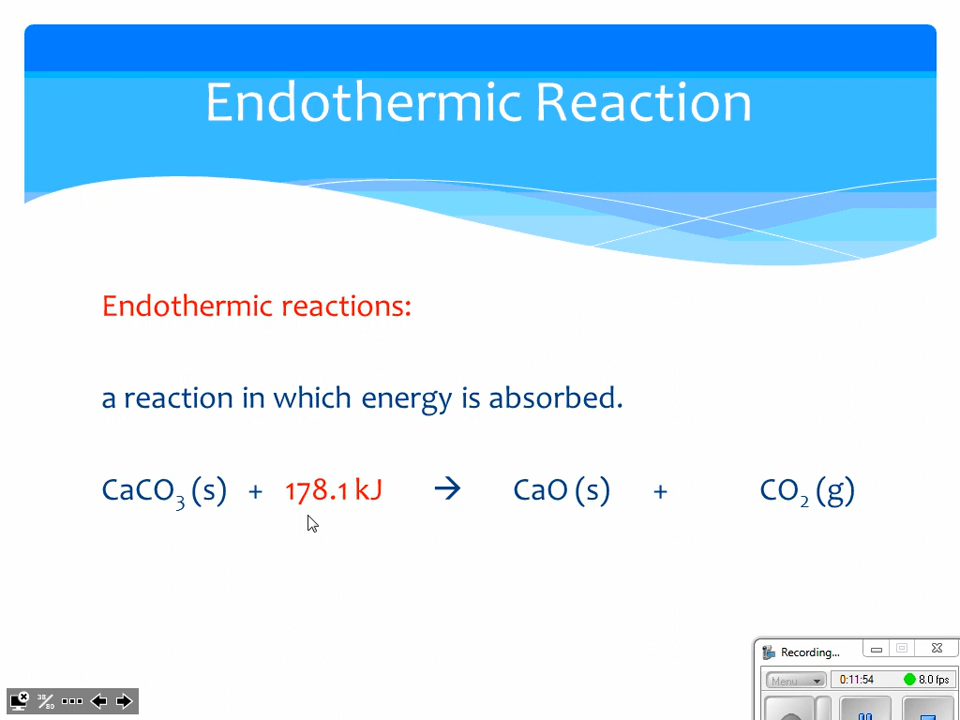 Endothermic Reaction
Endothermic reactions:
a reaction in which energy is absorbed.
CaCO₃ (s) + 178.1 kJ → CaO (s) + CO₂ (g)
Recording...
Menu 0:11:54 8.0 fps